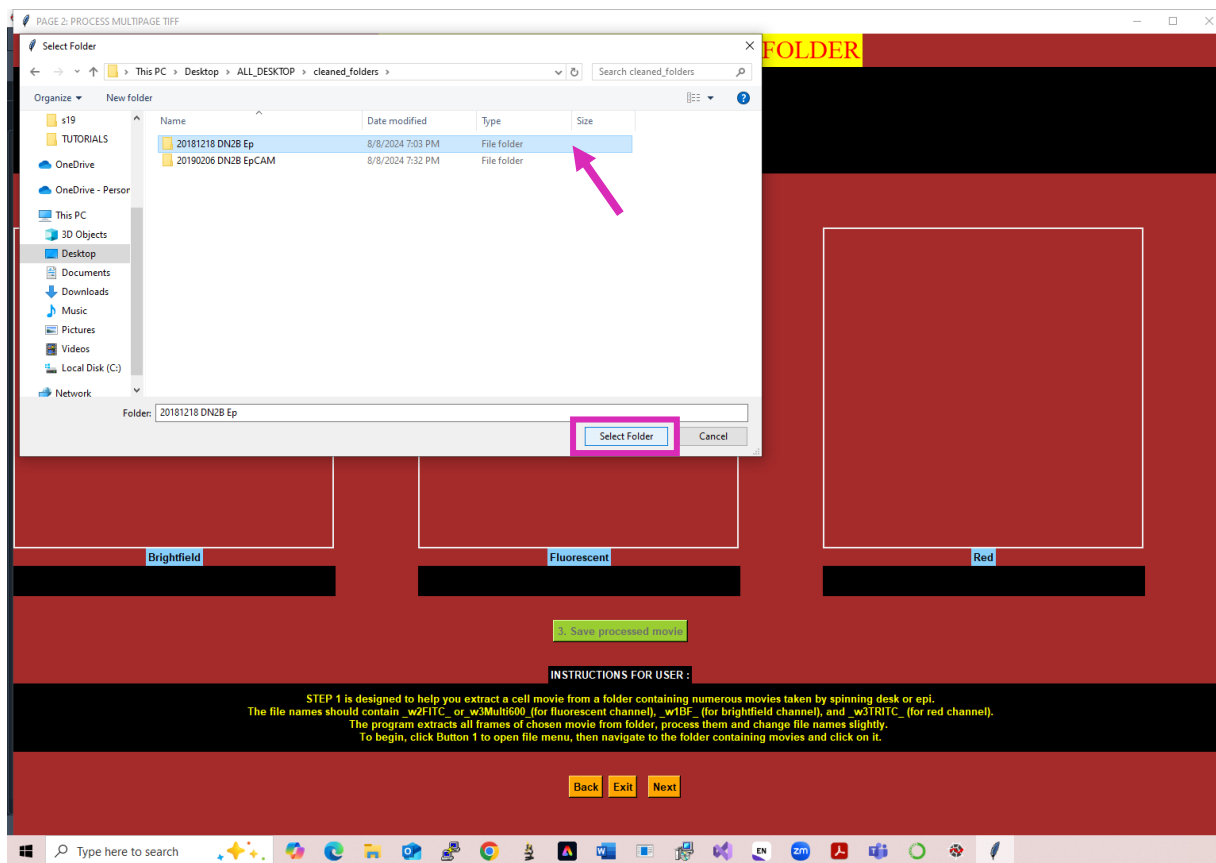 PAGE 2: PROCESS MULTIPAGE TIFF
FOLDER
Select Folder
This PC > Desktop > ALL_DESKTOP > cleaned_folders >
Search cleaned_folders
Organize
New folder
Name
Date modified
Type
Size
20181218 DN2B Ep
8/8/2024 7:03 PM
File folder
20190206 DN2B EpCAM
8/8/2024 7:32 PM
File folder
s19
TUTORIALS
OneDrive
OneDrive - Person
This PC
3D Objects
Desktop
Documents
Downloads
Music
Pictures
Videos
Local Disk (C:)
Network
Folder: 20181218 DN2B Ep
Select Folder
Cancel
Brightfield
Fluorescent
Red
3. Save processed movie
INSTRUCTIONS FOR USER :
STEP 1 is designed to help you extract a cell movie from a folder containing numerous movies taken by spinning desk or epi.
The file names should contain _w2FITC_ or_w3Multi600_(for fluorescent channel), _w1BF_ (for brightfield channel), and _w3TRITC_ (for red channel).
The program extracts all frames of chosen movie from folder, process them and change file names slightly.
To begin, click Button 1 to open file menu, then navigate to the folder containing movies and click on it.
Back
Exit
Next
Type here to search
EN
zm